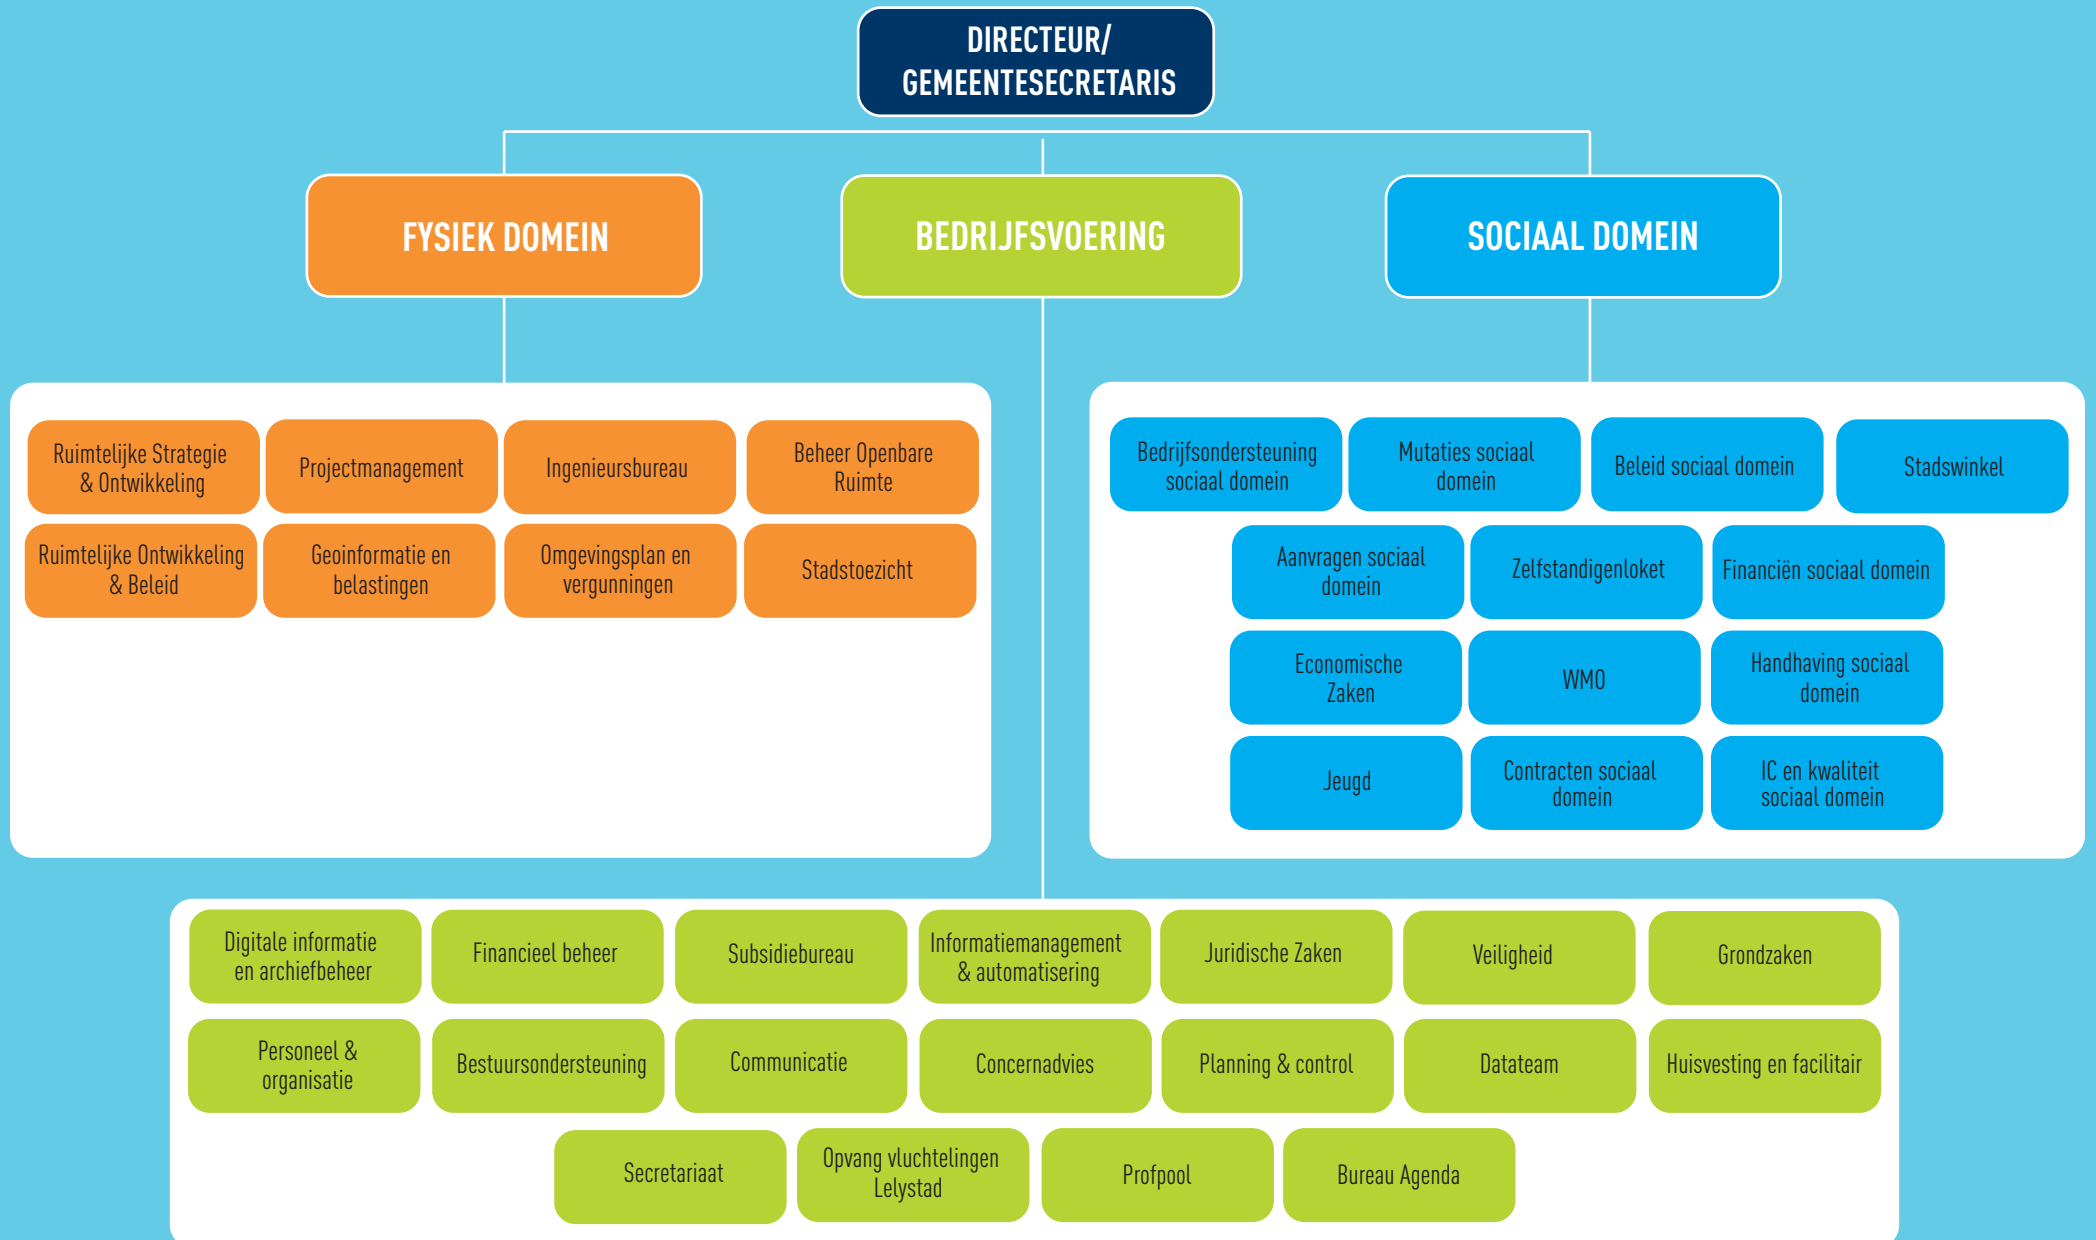 DIRECTEUR/
GEMEENTESECRETARIS
FYSIEK DOMEIN
BEDRIJFSVOERING
SOCIAAL DOMEIN
Ruimtelijke Strategie
& Ontwikkeling
Projectmanagement
Ingenieursbureau
Beheer Openbare
Ruimte
Ruimtelijke Ontwikkeling
& Beleid
Geoinformatie en
belastingen
Omgevingsplan en
vergunningen
Stadstoezicht
Bedrijfsondersteuning
sociaal domein
Mutaties sociaal
domein
Beleid sociaal domein
Stadswinkel
Aanvragen sociaal
domein
Zelfstandigenloket
Financiën sociaal domein
Economische
Zaken
WMO
Handhaving sociaal
domein
Jeugd
Contracten sociaal
domein
IC en kwaliteit
sociaal domein
Digitale informatie
en archiefbeheer
Financieel beheer
Subsidiebureau
Informatiemanagement
& automatisering
Juridische Zaken
Veiligheid
Grondzaken
Personeel &
organisatie
Bestuursondersteuning
Communicatie
Concernadvies
Planning & control
Datateam
Huisvesting en facilitair
Secretariaat
Opvang vluchtelingen
Lelystad
Profpool
Bureau Agenda